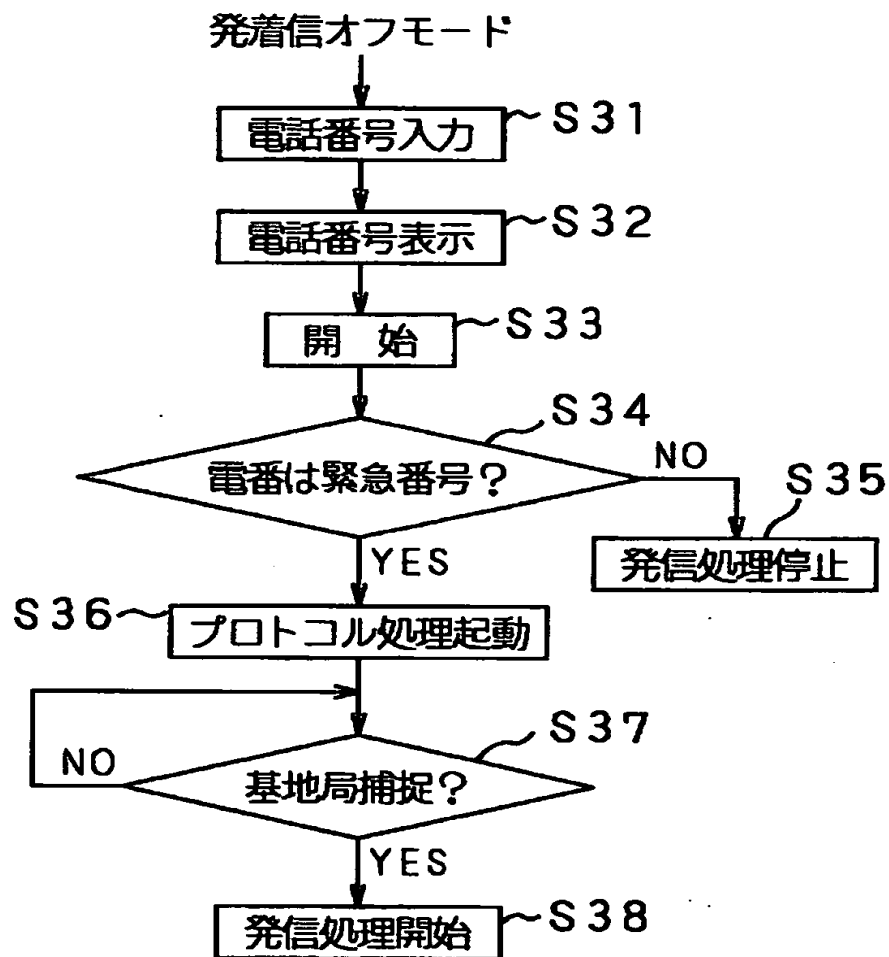 発着信オフモード
電話番号入力
S31
電話番号表示
S32
開 始
S33
S34
電番は緊急番号?
NO
S35
発信処理停止
YES
S36
プロトコル処理起動
S37
NO
基地局捕捉?
YES
発信処理開始
S38